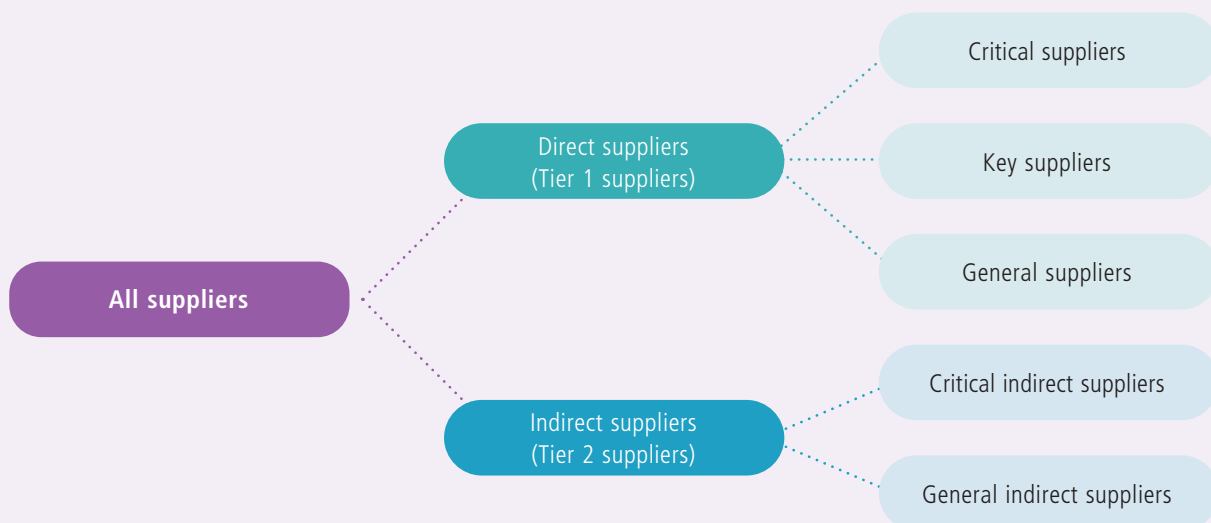 Critical suppliers
Direct suppliers
(Tier 1 suppliers)
Key suppliers
General suppliers
All suppliers
Critical indirect suppliers
Indirect suppliers
(Tier 2 suppliers)
General indirect suppliers